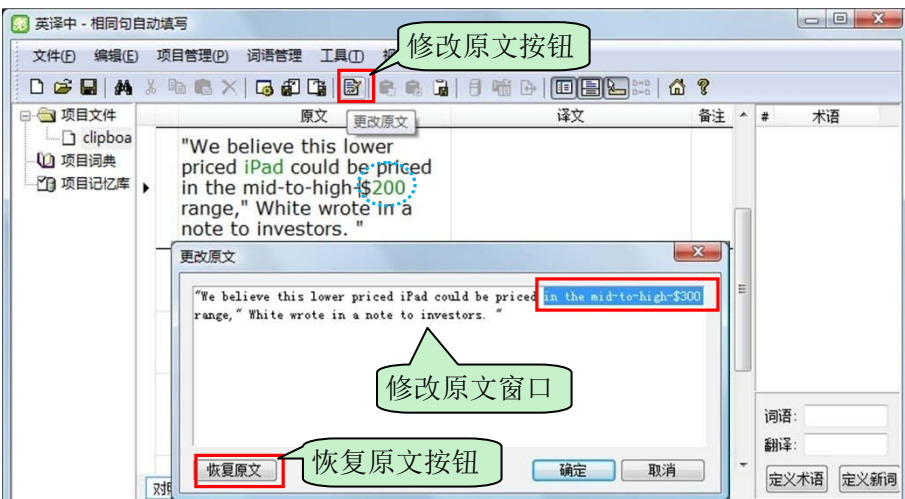 英译中 - 相同句自动填写
文件(F) 编辑(E) 项目管理(P) 词语管理 工具(T)
修改原文按钮
更改原文
项目文件
clipboa
项目词典
项目记忆库
原文 译文 备注 # 术语
"We believe this lower
priced iPad could be priced
in the mid-to-high-$200
range," White wrote in a
note to investors. "
更改原文
"We believe this lower priced iPad could be priced in the mid-to-high-$300
range," White wrote in a note to investors. "
修改原文窗口
恢复原文按钮
恢复原文 确定 取消
词语:
翻译:
定义术语 定义新词